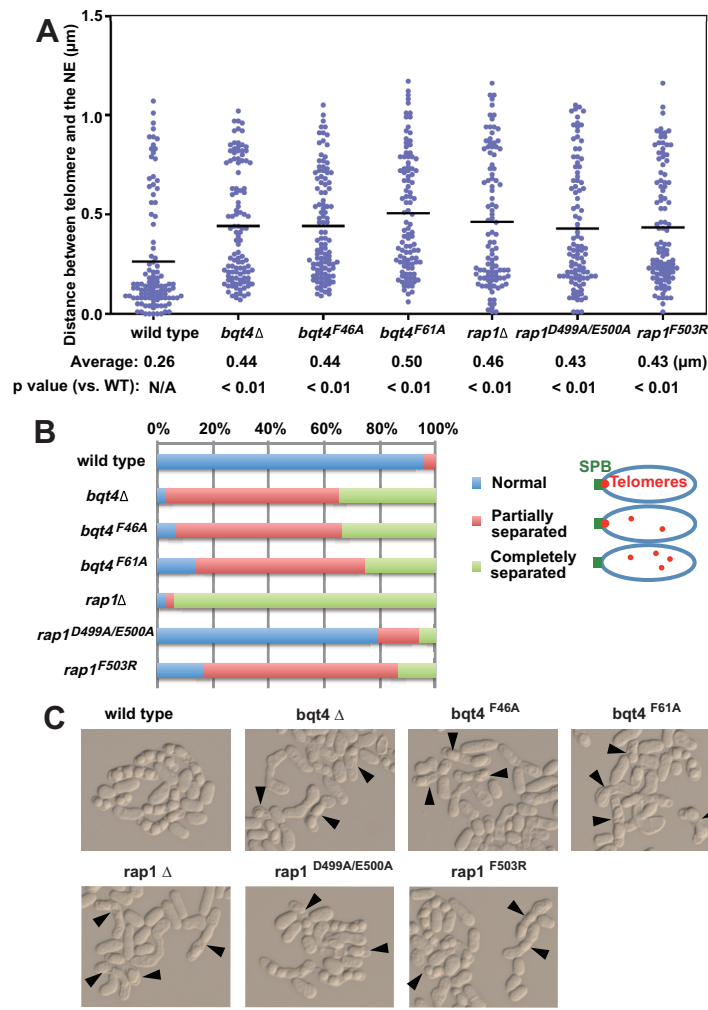 A
Distance between telomere and the NE (μm)
1.5
1.0
0.5
0.0
wild type bqt4Δ bqt4F46A bqt4F61A rap1Δ rap1D499A/E500A rap1F503R
Average: 0.26 0.44 0.44 0.50 0.46 0.43 0.43 (μm)
p value (vs. WT): N/A < 0.01 < 0.01 < 0.01 < 0.01 < 0.01 < 0.01
B
0% 20% 40% 60% 80% 100%
wild type
bqt4Δ
bqt4 F46A
bqt4 F61A
rap1Δ
rap1D499A/E500A
rap1F503R
Normal
Partially
separated
Completely
separated
SPB
Telomeres
C
wild type bqt4 Δ bqt4 F46A bqt4 F61A
rap1 Δ rap1 D499A/E500A rap1 F503R